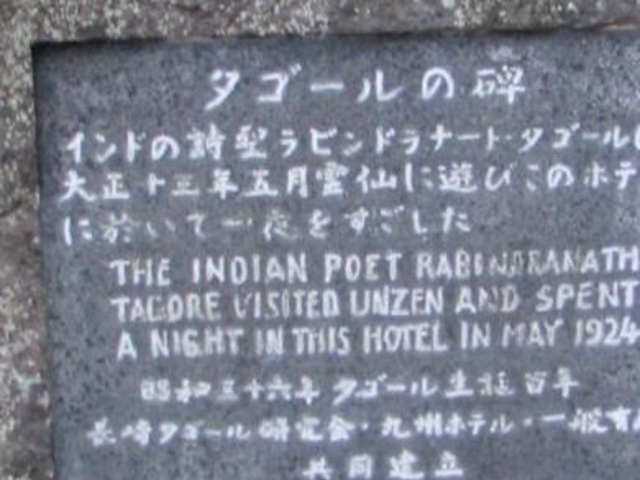 タゴールの碑
インドの詩聖ラビンドラナート・タゴール
大正十三年五月雲仙に遊びこのホテ
に於いて一夜をすごした
THE INDIAN POET RABINDRANATH
TAGORE VISITED UNZEN AND SPENT
A NIGHT IN THIS HOTEL IN MAY 1924
昭和三十六年 タゴール生誕百年
長崎タゴール研究会・九州ホテル・一般有
共同建立